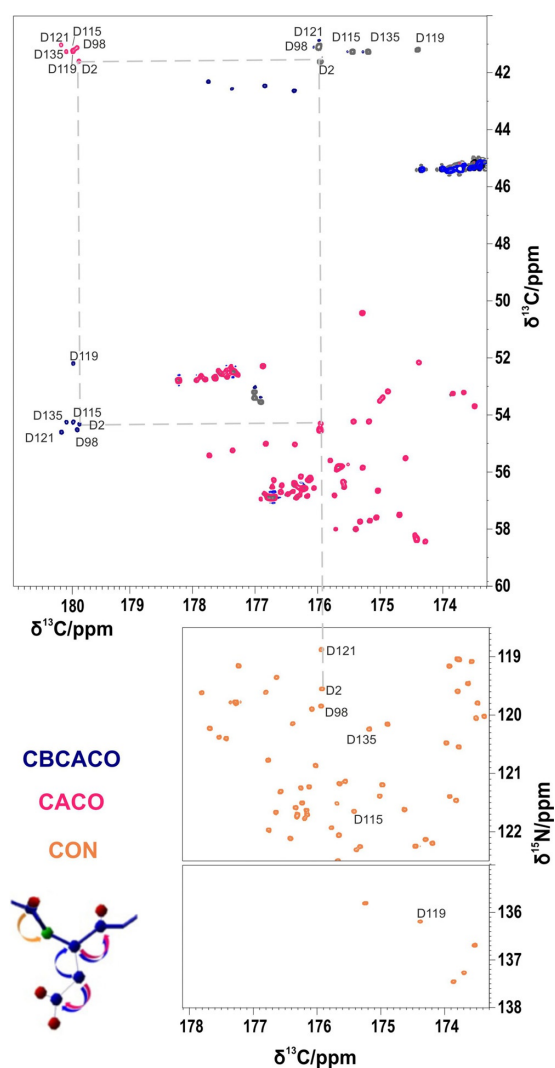 D121
D115
D98
D135
D119
D2
D121
D98
D115
D135
D119
D2
42
44
46
48
50
52
54
56
58
60
δ¹³C/ppm
D119
D135
D115
D2
D121
D98
180
179
178
177
176
175
174
δ¹³C/ppm
δ¹³C/ppm
D121
D2
D98
D135
D115
119
120
121
122
δ¹⁵N/ppm
CBCACO
CACO
CON
D119
136
137
138
178
177
176
175
174
δ¹³C/ppm